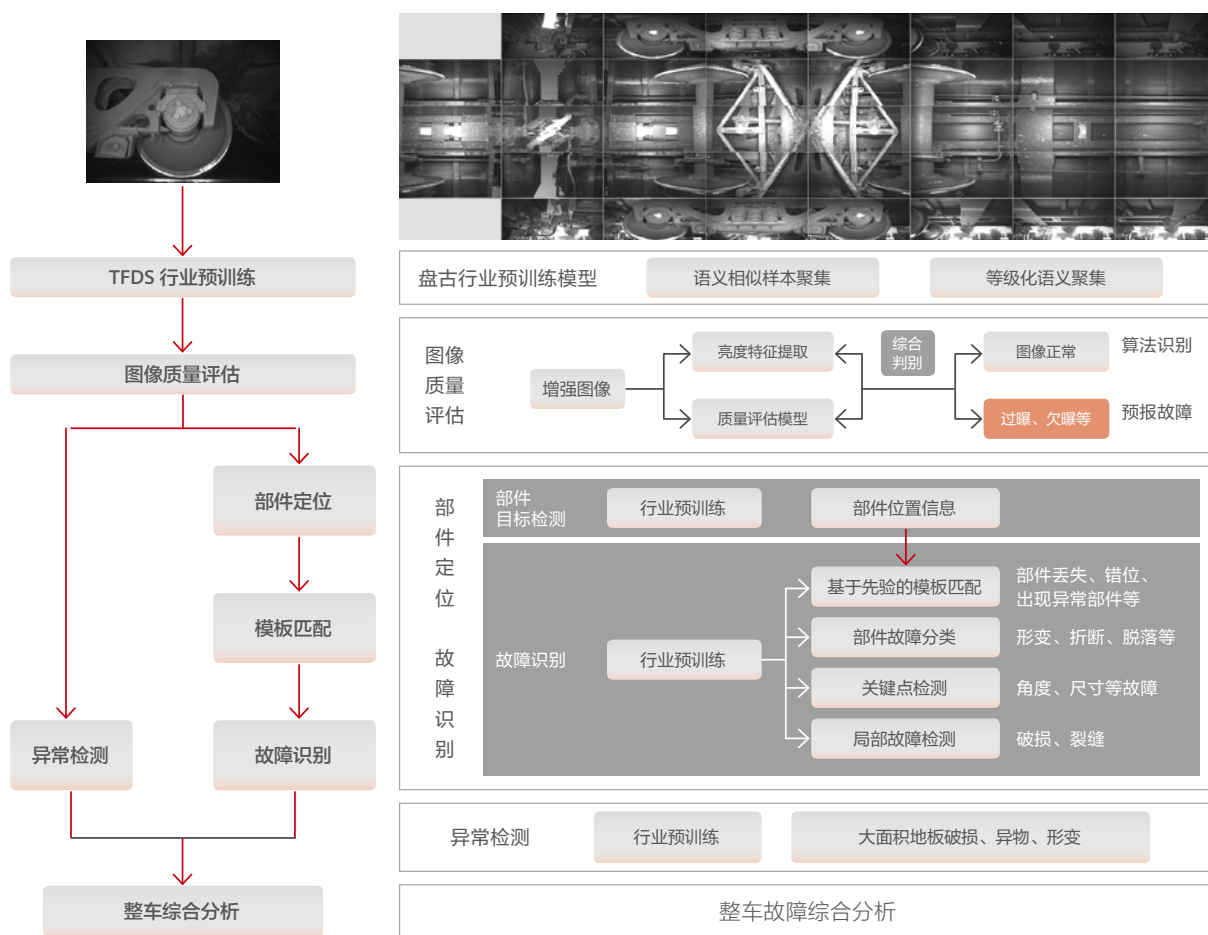 TFDS 行业预训练
图像质量评估
部件定位
模板匹配
异常检测
故障识别
整车综合分析
盘古行业预训练模型
语义相似样本聚集
等级化语义聚集
图像
质量
评估
增强图像
亮度特征提取
质量评估模型
综合
判别
图像正常
算法识别
过曝、欠曝等
预报故障
部件定位
故障识别
部件
目标检测
行业预训练
部件位置信息
故障识别
行业预训练
基于先验的模板匹配
部件丢失、错位、
出现异常部件等
部件故障分类
形变、折断、脱落等
关键点检测
角度、尺寸等故障
局部故障检测
破损、裂缝
异常检测
行业预训练
大面积地板破损、异物、形变
整车故障综合分析